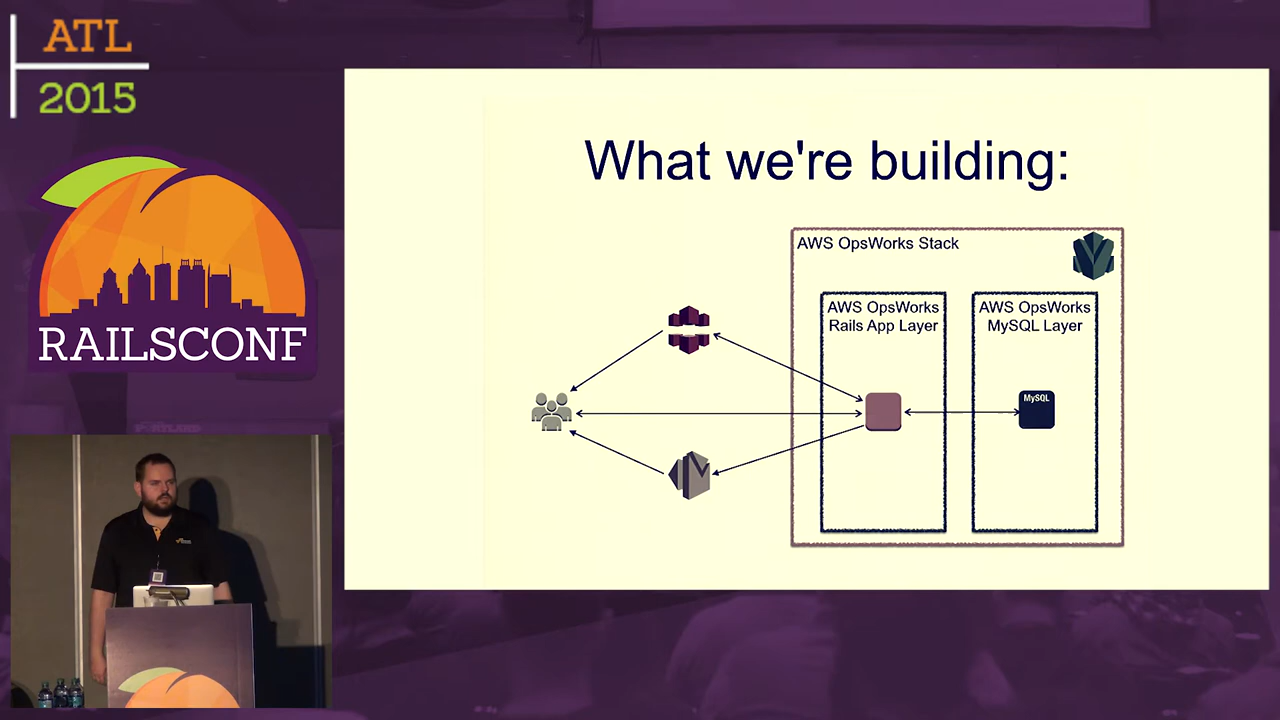 ATL
2015
RAILSCONF
What we're building:
AWS OpsWorks Stack
AWS OpsWorks
Rails App Layer
AWS OpsWorks
MySQL Layer
MySQL